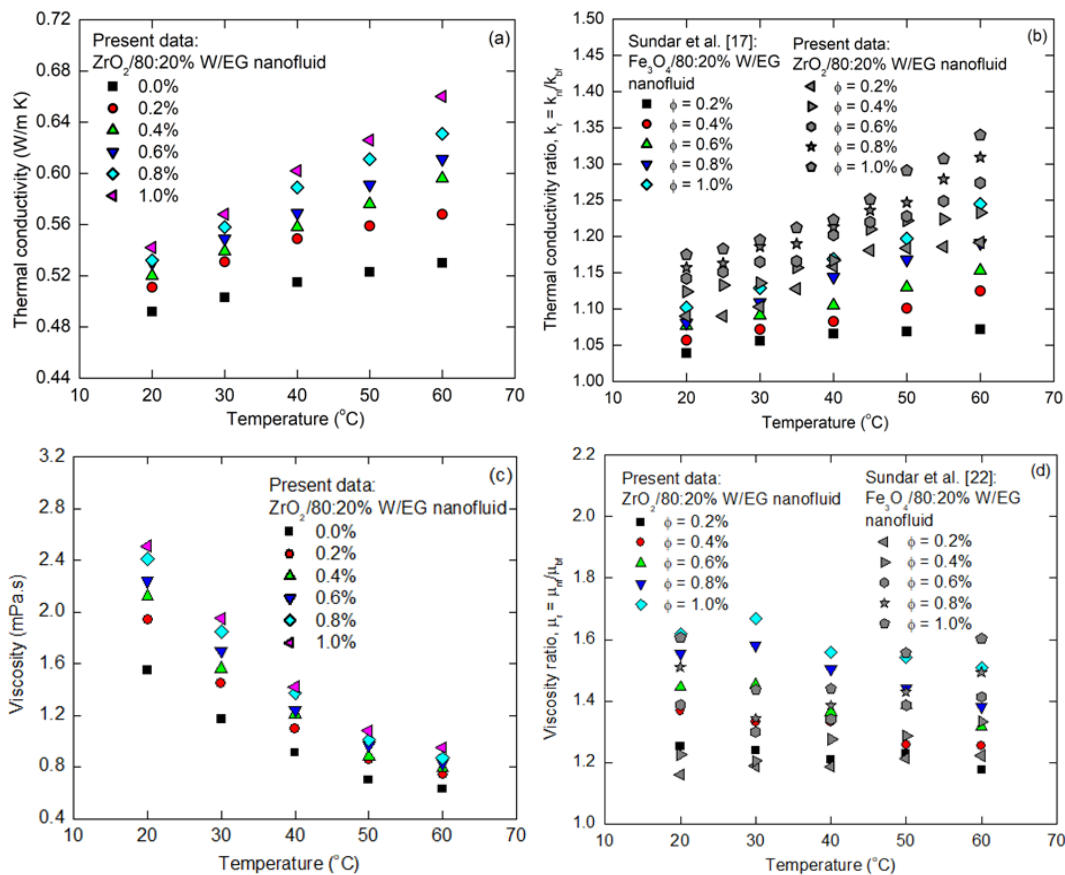 (a)
Present data:
ZrO2/80:20% W/EG nanofluid
0.0%
0.2%
0.4%
0.6%
0.8%
1.0%
Thermal conductivity (W/m K)
0.72
0.68
0.64
0.60
0.56
0.52
0.48
0.44
10 20 30 40 50 60 70
Temperature (°C)
(b)
Sundar et al. [17]:
Fe3O4/80:20% W/EG
nanofluid
ϕ = 0.2%
ϕ = 0.4%
ϕ = 0.6%
ϕ = 0.8%
ϕ = 1.0%
Present data:
ZrO2/80:20% W/EG nanofluid
ϕ = 0.2%
ϕ = 0.4%
ϕ = 0.6%
ϕ = 0.8%
ϕ = 1.0%
Thermal conductivity ratio, kr = knf/kbf
1.50
1.45
1.40
1.35
1.30
1.25
1.20
1.15
1.10
1.05
1.00
10 20 30 40 50 60 70
Temperature (°C)
(c)
Present data:
ZrO2/80:20% W/EG nanofluid
0.0%
0.2%
0.4%
0.6%
0.8%
1.0%
Viscosity (mPa.s)
3.2
2.8
2.4
2.0
1.6
1.2
0.8
0.4
10 20 30 40 50 60 70
Temperature (°C)
(d)
Present data:
ZrO2/80:20% W/EG nanofluid
ϕ = 0.2%
ϕ = 0.4%
ϕ = 0.6%
ϕ = 0.8%
ϕ = 1.0%
Sundar et al. [22]:
Fe3O4/80:20% W/EG
nanofluid
ϕ = 0.2%
ϕ = 0.4%
ϕ = 0.6%
ϕ = 0.8%
ϕ = 1.0%
Viscosity ratio, μr = μnf/μbf
2.2
2.0
1.8
1.6
1.4
1.2
1.0
10 20 30 40 50 60 70
Temperature (°C)